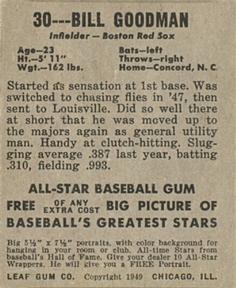 30---BILL GOODMAN
Infielder — Boston Red Sox
Age—23 Bats—left
Ht.—5' 11" Throws—right
Wgt.—162 lbs. Home—Concord, N. C.
Started as sensation at 1st base. Was
switched to chasing flies in '47, then
sent to Louisville. Did so well there
in short that he was moved up to
the majors again as general utility
man. Handy at clutch-hitting. Slug-
ging average .387 last year, batting
.310, fielding .993.
ALL-STAR BASEBALL GUM
FREE OF ANY EXTRA COST BIG PICTURE OF
BASEBALL'S GREATEST STARS
Big 5½" x 7½" portraits, with color background for
hanging in your room or club. All-time Stars from
baseball's Hall of Fame. Give your dealer 10 All-Star
Wrappers. He will give you a FREE Portrait.
LEAF GUM CO. Copyright 1949 CHICAGO, ILL.